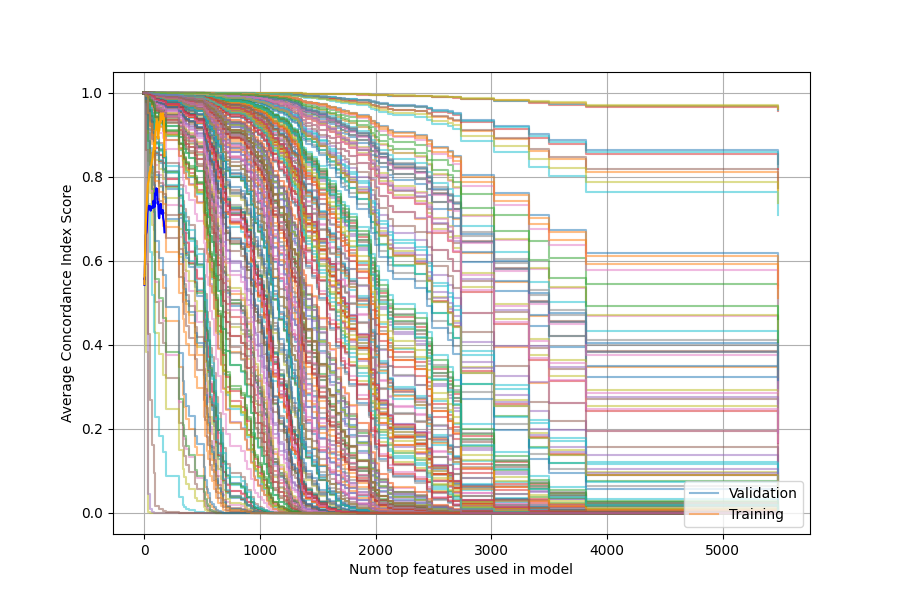 1.0
0.8
0.6
0.4
0.2
0.0
Average Concordance Index Score
0 1000 2000 3000 4000 5000
Num top features used in model
Validation
Training